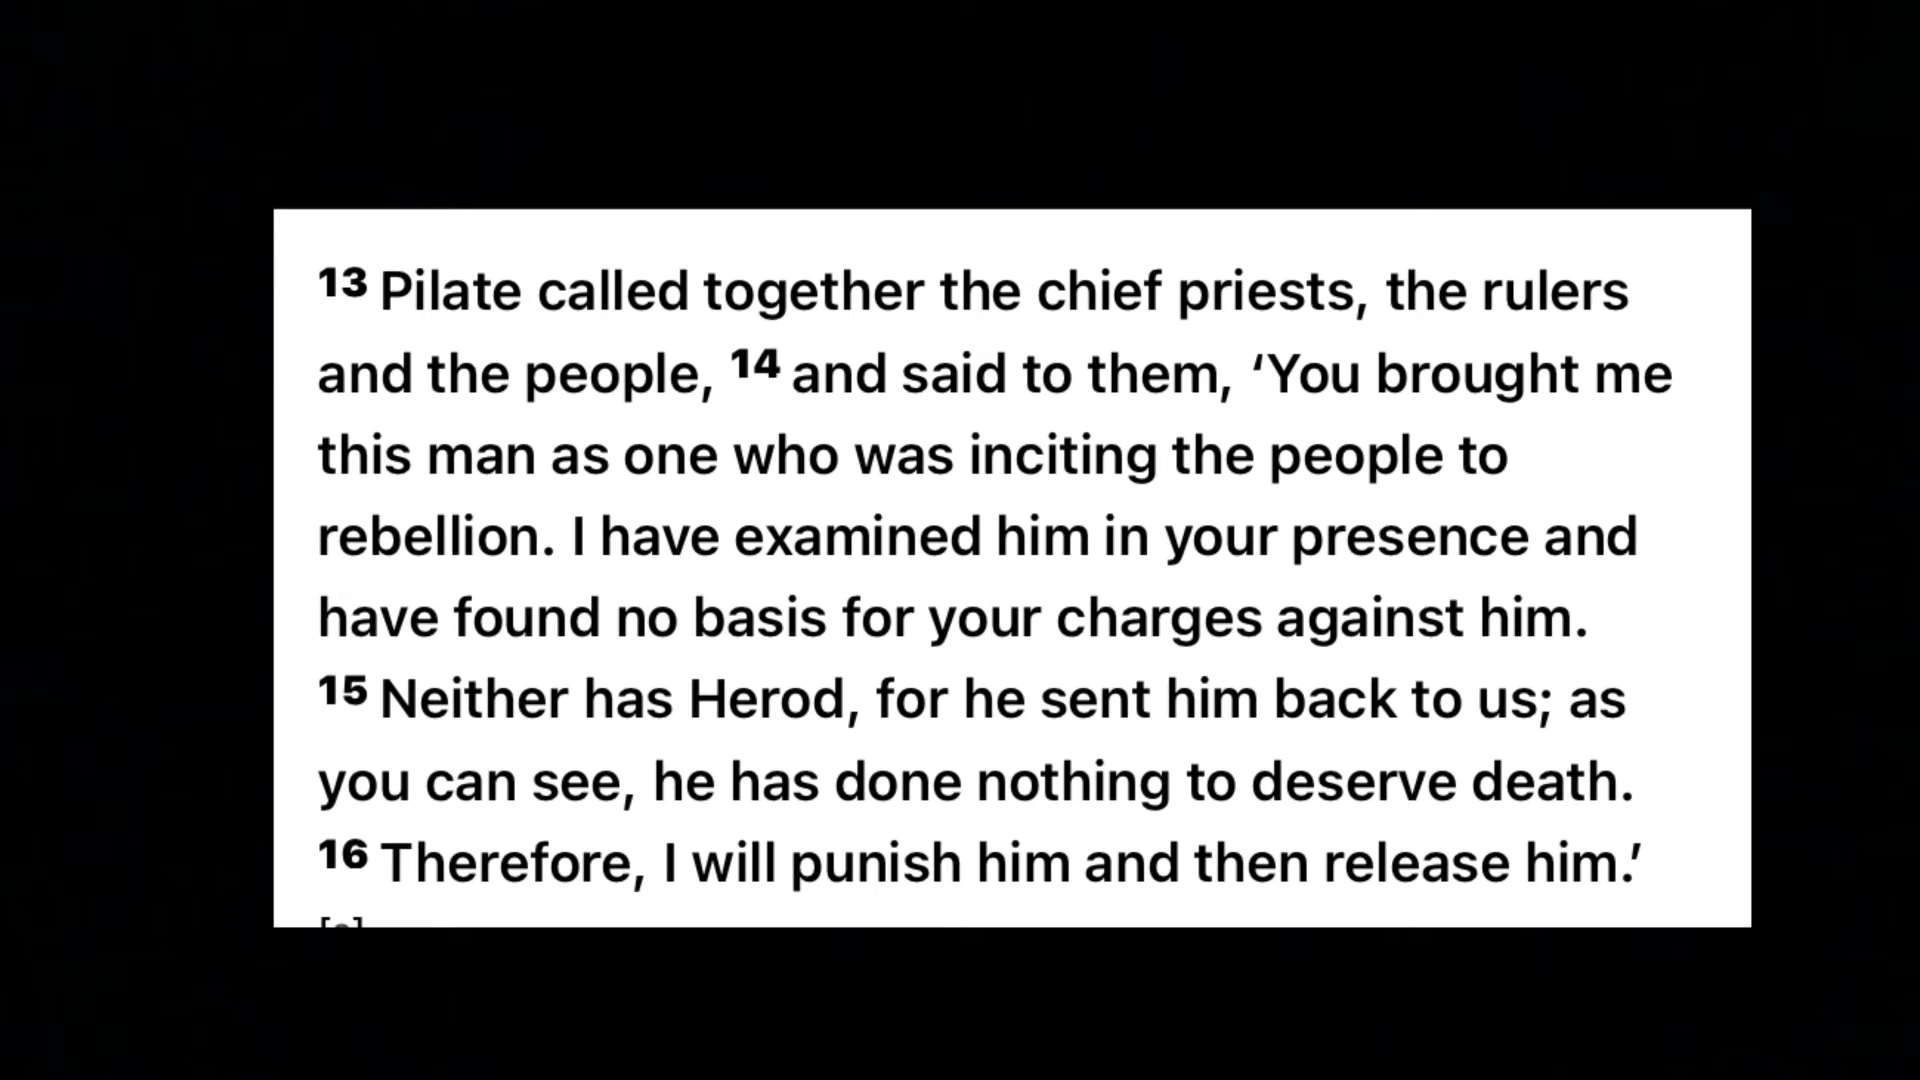 13 Pilate called together the chief priests, the rulers
and the people, 14 and said to them, ‘You brought me
this man as one who was inciting the people to
rebellion. I have examined him in your presence and
have found no basis for your charges against him.
15 Neither has Herod, for he sent him back to us; as
you can see, he has done nothing to deserve death.
16 Therefore, I will punish him and then release him.’